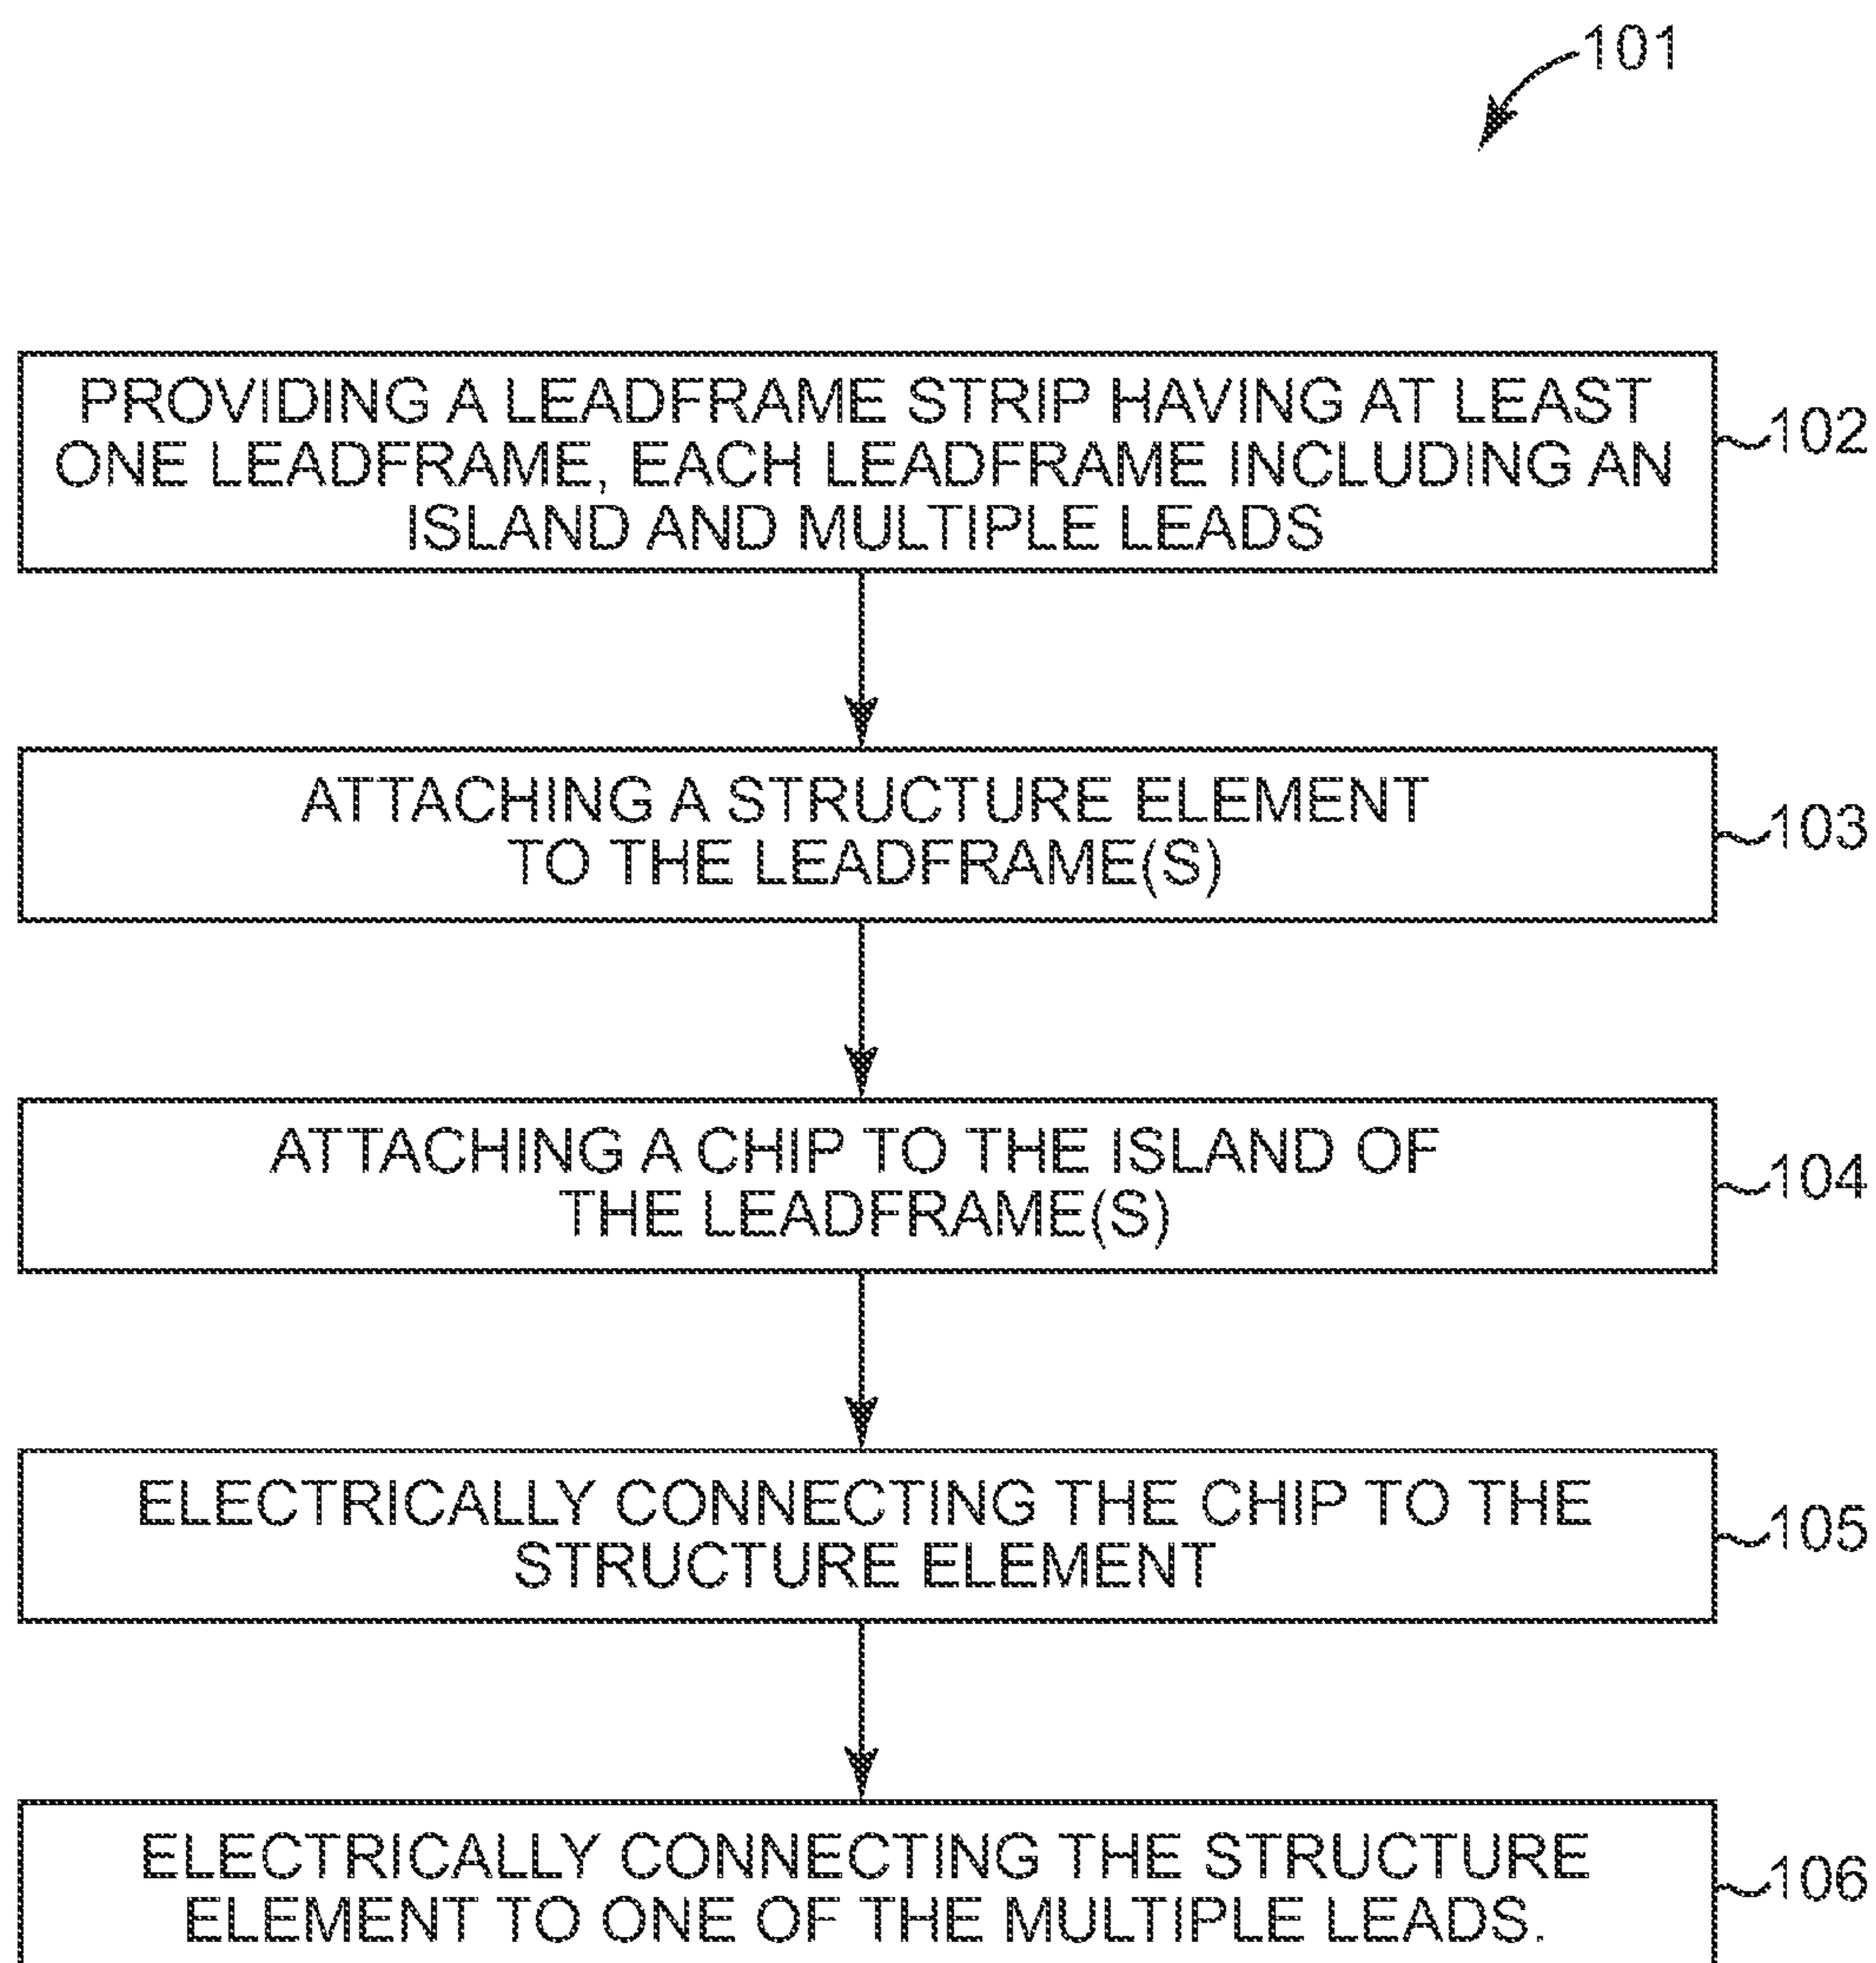 101
PROVIDING A LEADFRAME STRIP HAVING AT LEAST
ONE LEADFRAME, EACH LEADFRAME INCLUDING AN
ISLAND AND MULTIPLE LEADS
102
ATTACHING A STRUCTURE ELEMENT
TO THE LEADFRAME(S)
103
ATTACHING A CHIP TO THE ISLAND OF
THE LEADFRAME(S)
104
ELECTRICALLY CONNECTING THE CHIP TO THE
STRUCTURE ELEMENT
105
ELECTRICALLY CONNECTING THE STRUCTURE
ELEMENT TO ONE OF THE MULTIPLE LEADS.
106